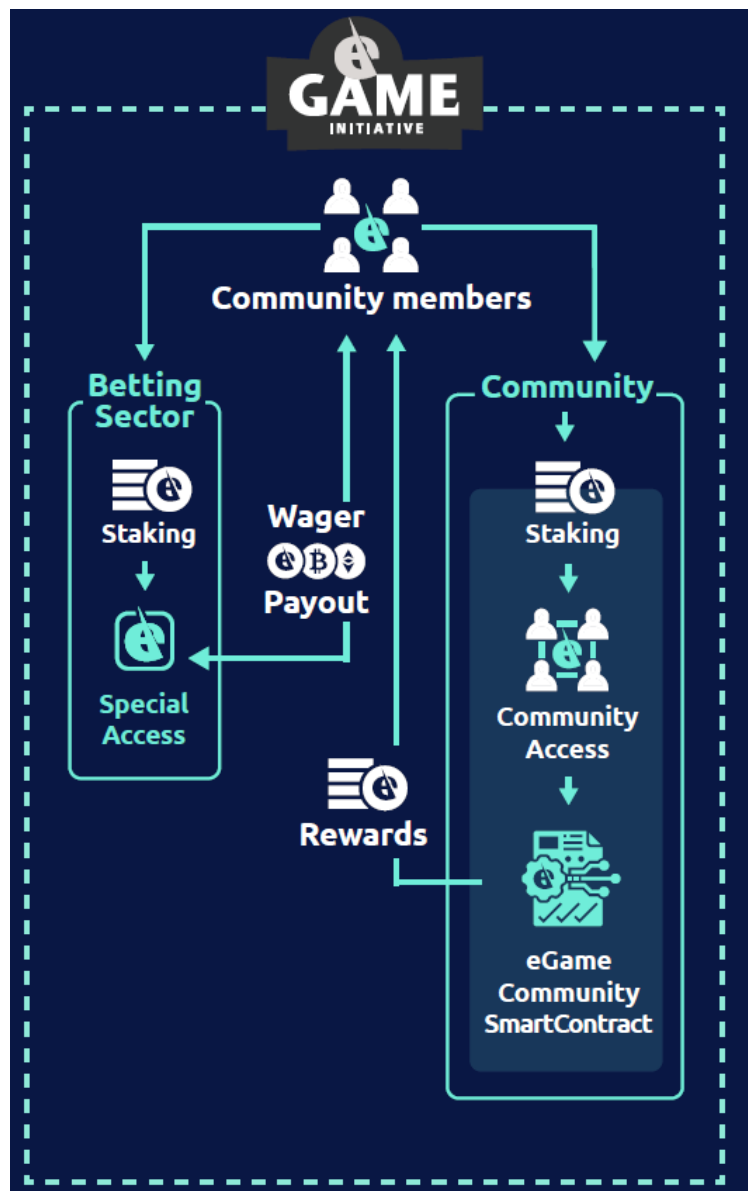 e
GAME
INITIATIVE
Community members
Betting
Sector
Staking
Special
Access
Wager
Payout
Rewards
Community
Staking
Community
Access
eGame
Community
SmartContract